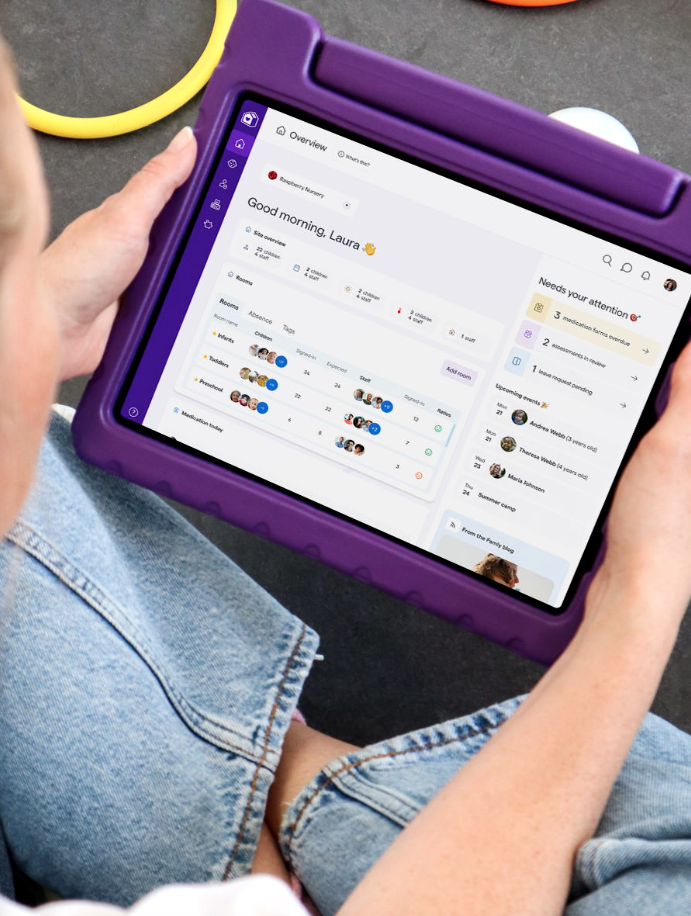 Overview
What's this?
Raspberry Nursery
Good morning, Laura 👋
Site overview
22 children
4 staff
2 children
4 staff
2 children
4 staff
2 children
4 staff
1 staff
Rooms
Rooms
Absence
Tags
Add room
Room name
Children
Signed-in
Expected
Staff
Signed-in
Ratios
Infants
24
24
12
Toddlers
22
23
7
Preschool
6
8
3
Medication today
Needs your attention 🎯
3 medication forms overdue
2 assessments in review
1 leave request pending
Upcoming events 🎉
Mon
21
Andrea Webb (3 years old)
Mon
21
Theresa Webb (4 years old)
Wed
23
Maria Johnson
Thu
24
Summer camp
From the Famly blog